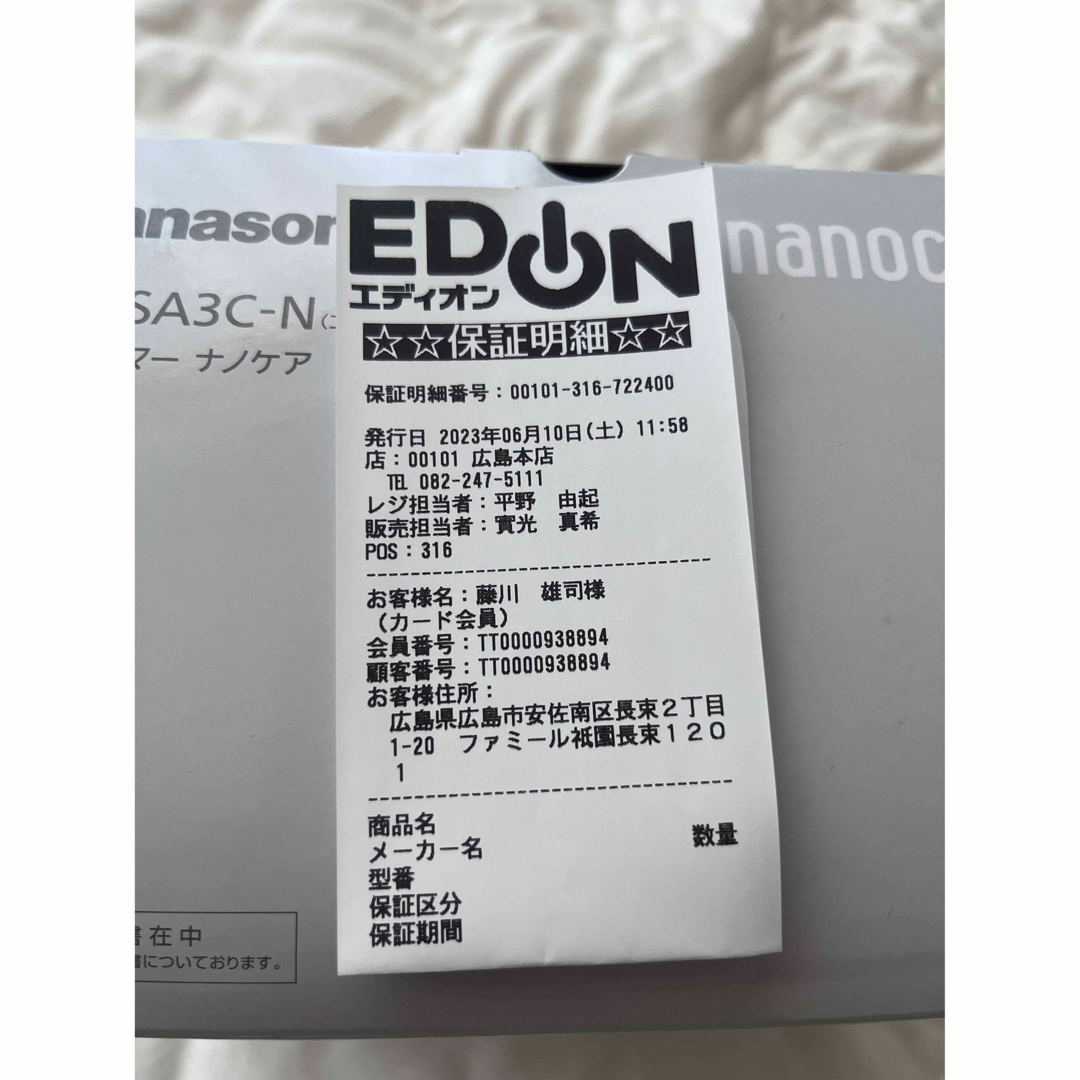 EDION
エディオン
☆☆保証明細☆☆
保証明細番号：00101-316-722400
発行日 2023年06月10日(土) 11:58
店：00101 広島本店
TEL 082-247-5111
レジ担当者：平野 由起
販売担当者：實光 真希
POS：316
お客様名：藤川 雄司様
(カード会員)
会員番号：TT0000938894
顧客番号：TT0000938894
お客様住所：
広島県広島市安佐南区長束２丁目
1-20 ファミール祇園長束１２０
１
商品名
メーカー名 数量
型番
保証区分
保証期間
anason
nanoc
SA3C-N
マー ナノケア
書在中
書についております。